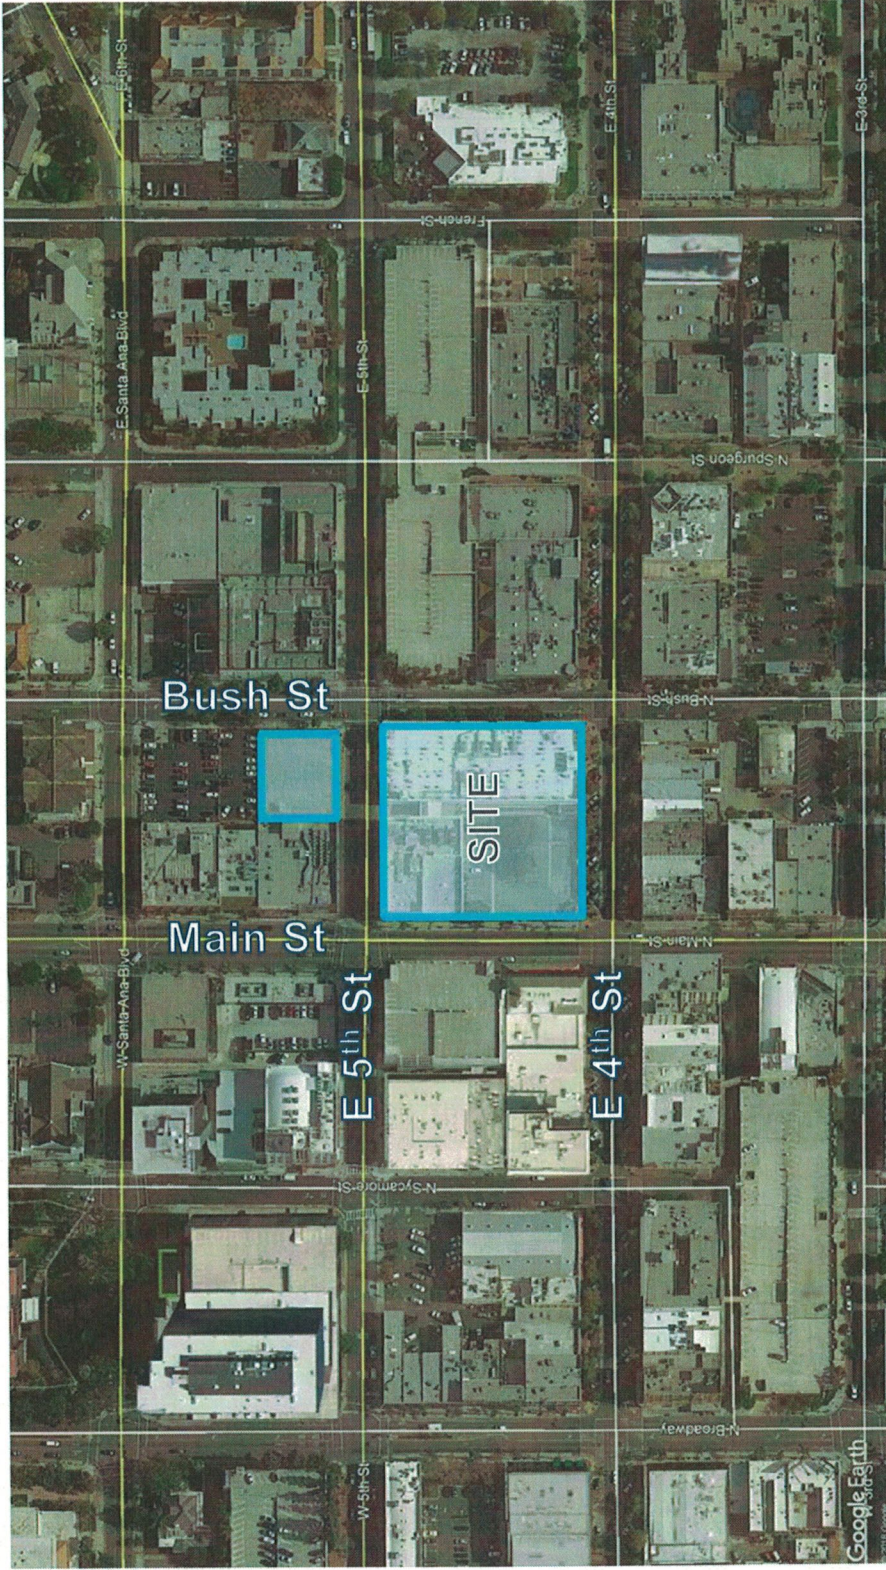 E 6th St
E 4th St
E 3rd St
French St
E Santa Ana Blvd
E 5th St
N Spurgeon St
Bush St
N Bush St
SITE
Main St
N Main St
W Santa Ana Blvd
E 5th St
E 4th St
N Sycamore St
N Broadway
W 5th St
Google Earth
W 3rd St